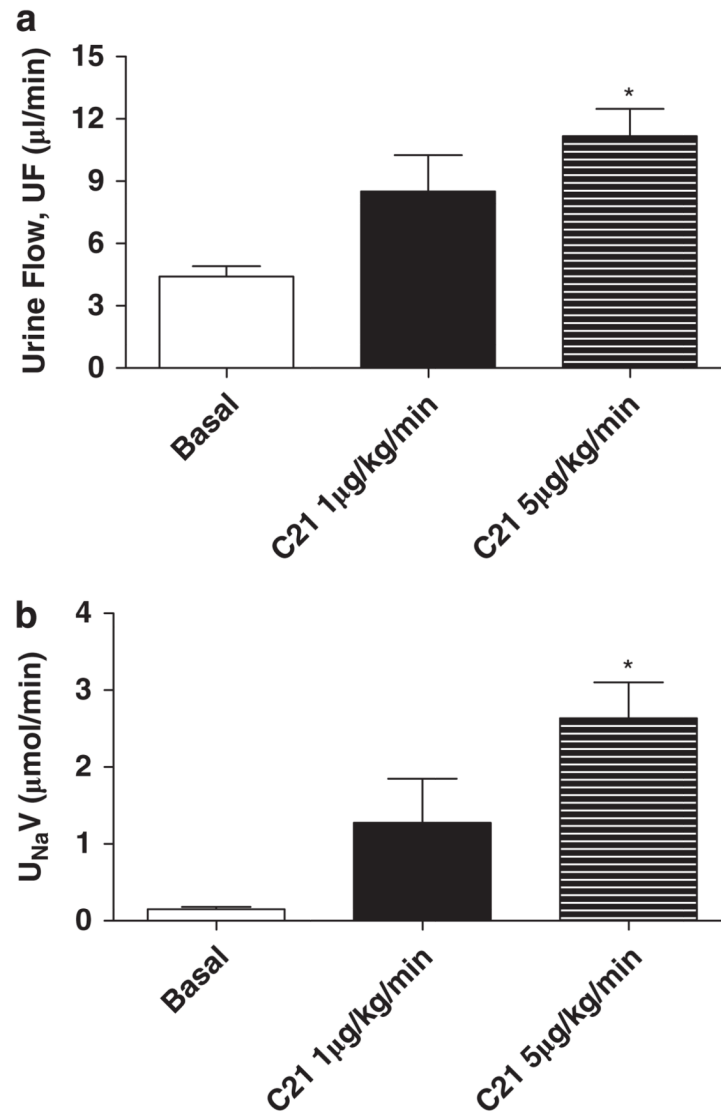 a
Urine Flow, UF (μl/min)
15
12
9
6
3
0
*
Basal
C21 1μg/kg/min
C21 5μg/kg/min
b
UNaV (μmol/min)
4
3
2
1
0
*
Basal
C21 1μg/kg/min
C21 5μg/kg/min